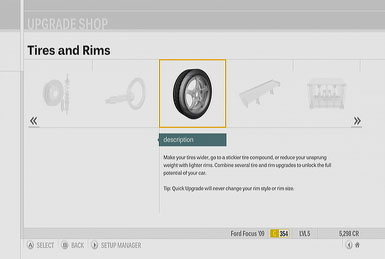 UPGRADE SHOP
Tires and Rims
description
Make your tires wider, go to a stickier tire compound, or reduce your unsprung
weight with lighter rims. Combine several tire and rim upgrades to unlock the full
potential of your car.
Tip: Quick Upgrade will never change your rim style or rim size.
Ford Focus '09 C 354 LVL5 5,298 CR
A SELECT B BACK SETUP MANAGER